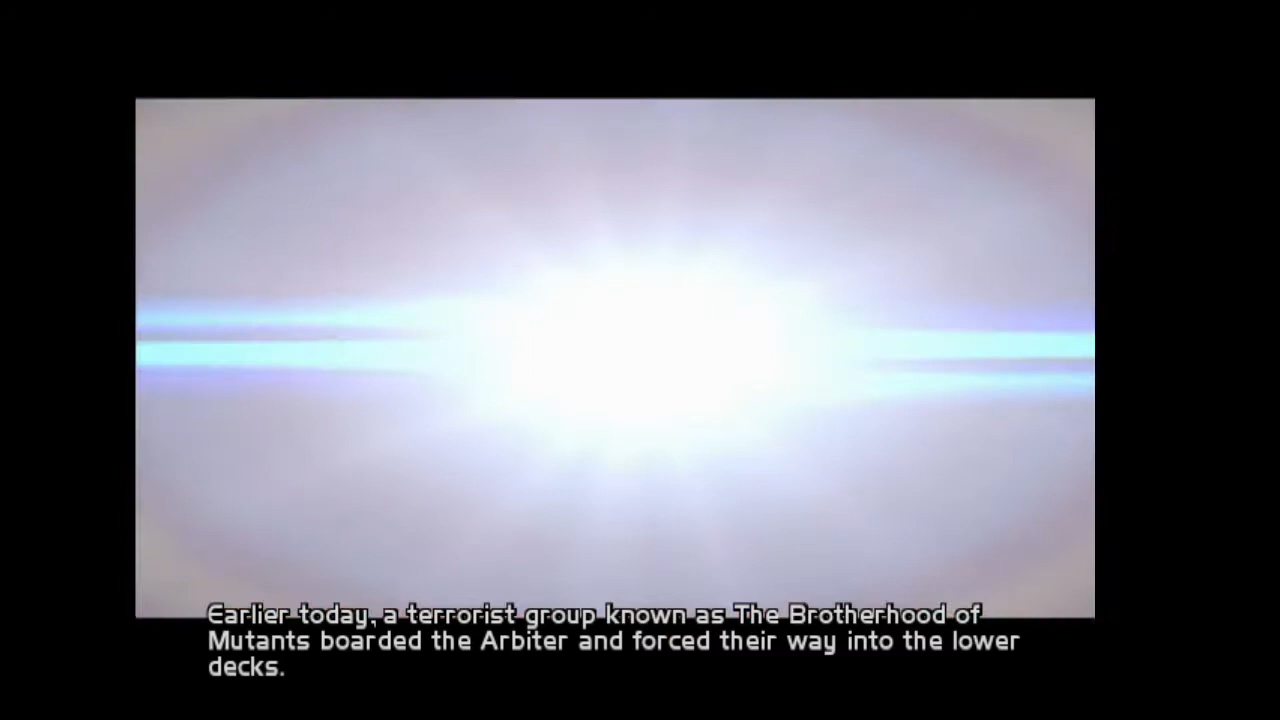 Earlier today, a terrorist group known as The Brotherhood of
Mutants boarded the Arbiter and forced their way into the lower
decks.